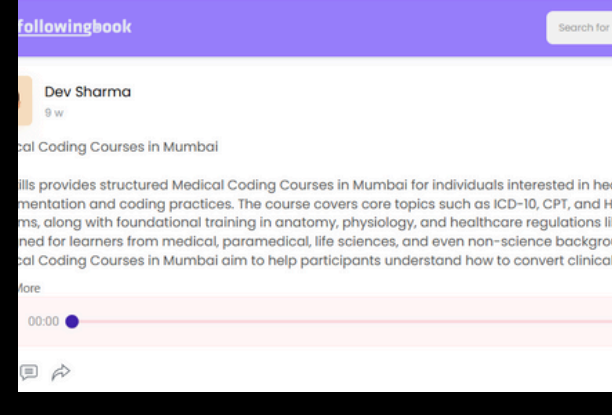 followingbook
Search for
Dev Sharma
9 w
cal Coding Courses in Mumbai
ills provides structured Medical Coding Courses in Mumbai for individuals interested in hea
mentation and coding practices. The course covers core topics such as ICD-10, CPT, and H
ms, along with foundational training in anatomy, physiology, and healthcare regulations li
ned for learners from medical, paramedical, life sciences, and even non-science backgrou
cal Coding Courses in Mumbai aim to help participants understand how to convert clinical
More
00:00